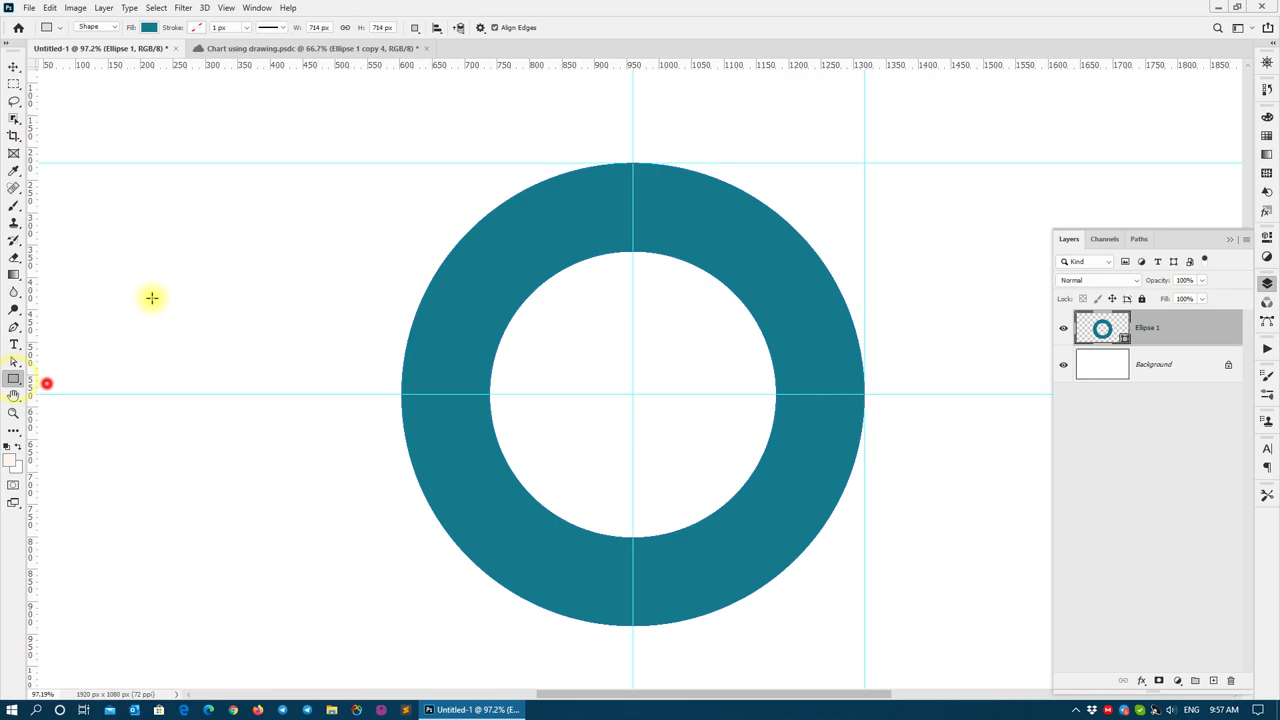 File Edit Image Layer Type Select Filter 3D View Window Help
Shape Fill: Stroke: 1 px W: 714 px H: 714 px Align Edges
Untitled-1 @ 97.2% (Ellipse 1, RGB/8) * × Chart using drawing.psdc @ 66.7% (Ellipse 1 copy 4, RGB/8) * ×
50 100 150 200 250 300 350 400 450 500 550 600 650 700 750 800 850 900 950 1000 1050 1100 1150 1200 1250 1300 1350 1400 1450 1500 1550 1600 1650 1700 1750 1800 1850
Layers Channels Paths
Kind
Normal Opacity: 100%
Lock: Fill: 100%
Ellipse 1
Background
97.19% 1920 px x 1080 px (72 ppi)
Untitled-1 @ 97.2% (E... ENG 9:57 AM